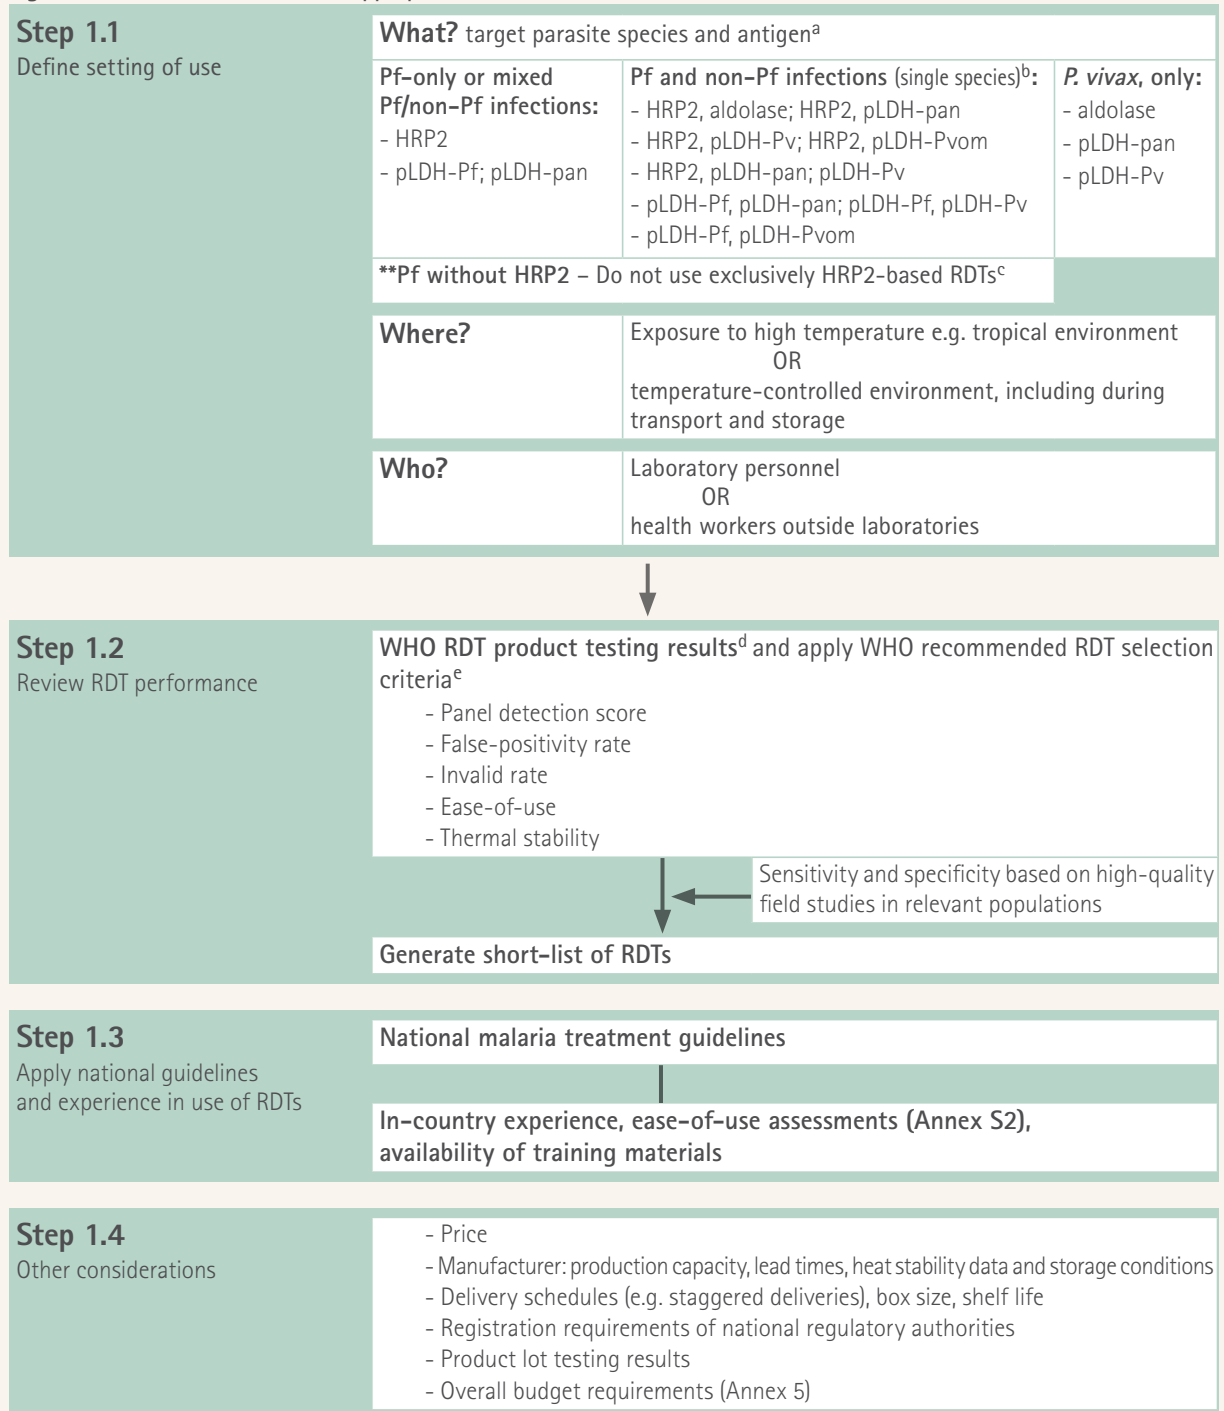 Step 1.1
Define setting of use
What? target parasite species and antigenᵃ
Pf-only or mixed
Pf/non-Pf infections:
- HRP2
- pLDH-Pf; pLDH-pan
Pf and non-Pf infections (single species)ᵇ:
- HRP2, aldolase; HRP2, pLDH-pan
- HRP2, pLDH-Pv; HRP2, pLDH-Pvom
- HRP2, pLDH-pan; pLDH-Pv
- pLDH-Pf, pLDH-pan; pLDH-Pf, pLDH-Pv
- pLDH-Pf, pLDH-Pvom
P. vivax, only:
- aldolase
- pLDH-pan
- pLDH-Pv
**Pf without HRP2 – Do not use exclusively HRP2-based RDTsᶜ
Where?
Exposure to high temperature e.g. tropical environment
OR
temperature-controlled environment, including during
transport and storage
Who?
Laboratory personnel
OR
health workers outside laboratories
Step 1.2
Review RDT performance
WHO RDT product testing resultsᵈ and apply WHO recommended RDT selection
criteriaᵉ
- Panel detection score
- False-positivity rate
- Invalid rate
- Ease-of-use
- Thermal stability
Sensitivity and specificity based on high-quality
field studies in relevant populations
Generate short-list of RDTs
Step 1.3
Apply national guidelines
and experience in use of RDTs
National malaria treatment guidelines
In-country experience, ease-of-use assessments (Annex S2),
availability of training materials
Step 1.4
Other considerations
- Price
- Manufacturer: production capacity, lead times, heat stability data and storage conditions
- Delivery schedules (e.g. staggered deliveries), box size, shelf life
- Registration requirements of national regulatory authorities
- Product lot testing results
- Overall budget requirements (Annex 5)